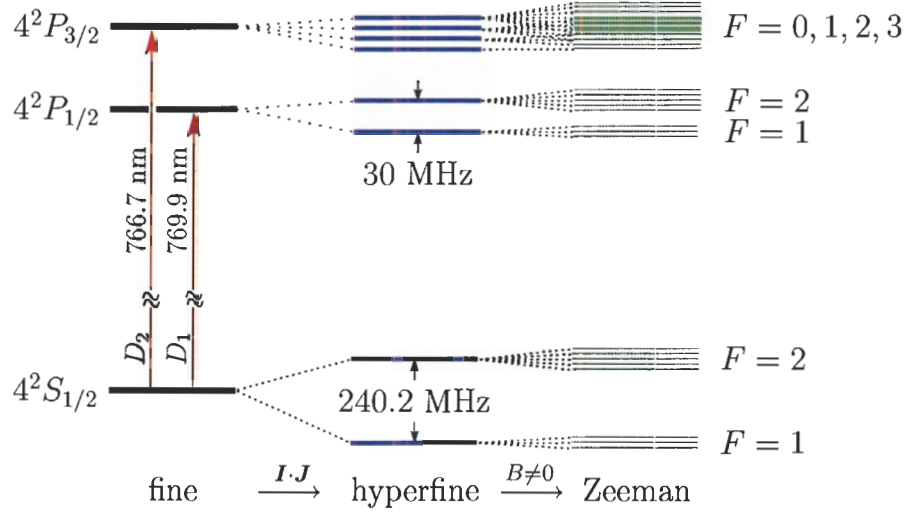 4²P₃/₂
F = 0, 1, 2, 3
4²P₁/₂
F = 2
F = 1
30 MHz
766.7 nm
769.9 nm
D₂
D₁
4²S₁/₂
F = 2
240.2 MHz
F = 1
fine
I·J
hyperfine
B≠0
Zeeman